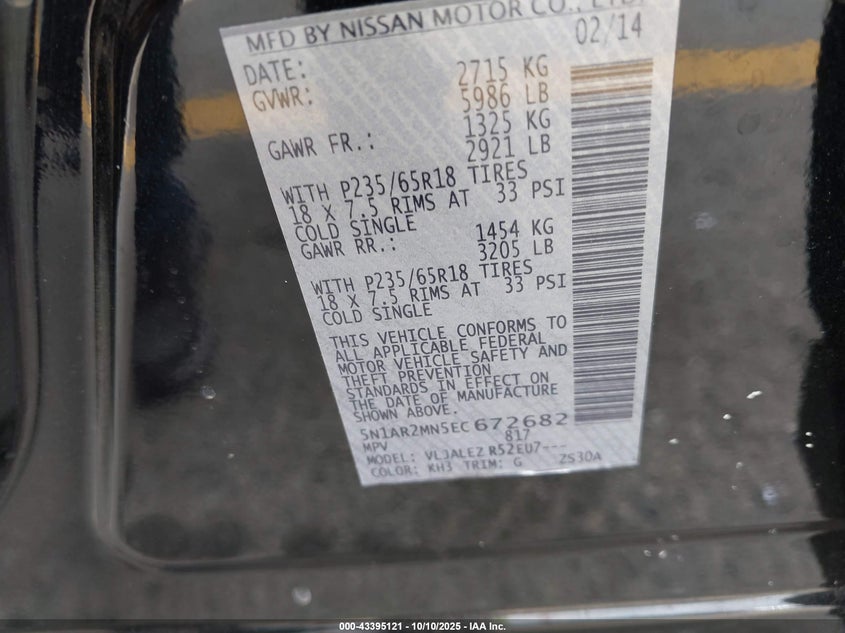 MFD BY NISSAN MOTOR CO., LTD.
DATE: 02/14
GVWR: 2715 KG
5986 LB
GAWR FR.: 1325 KG
2921 LB
WITH P235/65R18 TIRES
18 X 7.5 RIMS AT 33 PSI
COLD SINGLE
GAWR RR.: 1454 KG
3205 LB
WITH P235/65R18 TIRES
18 X 7.5 RIMS AT 33 PSI
COLD SINGLE
THIS VEHICLE CONFORMS TO
ALL APPLICABLE FEDERAL
MOTOR VEHICLE SAFETY AND
THEFT PREVENTION
STANDARDS IN EFFECT ON
THE DATE OF MANUFACTURE
SHOWN ABOVE.
5N1AR2MN5EC672682
MPV 817
MODEL: VLJALEZ R52EU7---
COLOR: KH3 TRIM: G ZS30A
000-43395121 - 10/10/2025 - IAA Inc.